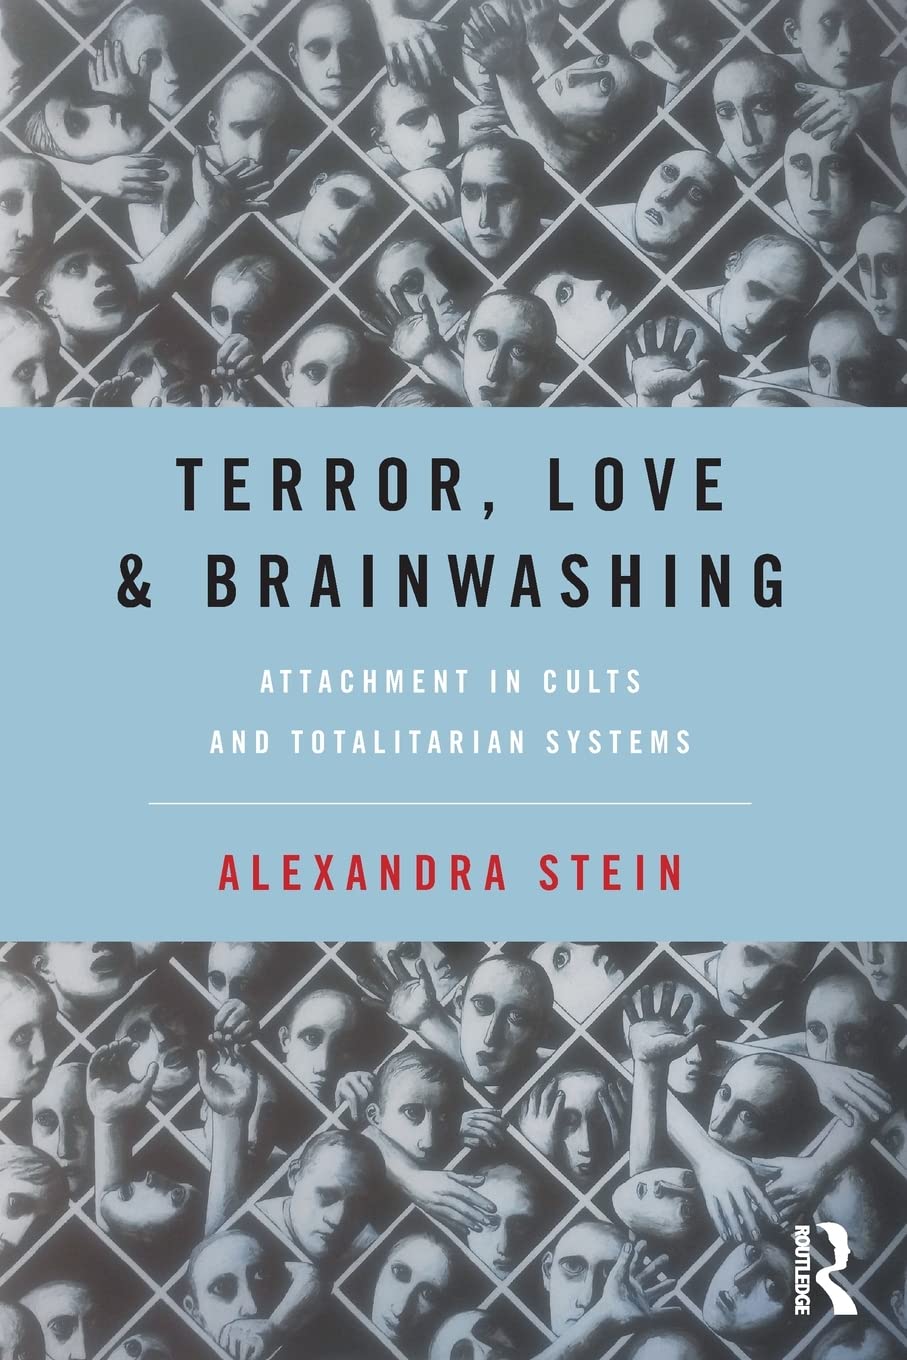 TERROR, LOVE
& BRAINWASHING
ATTACHMENT IN CULTS
AND TOTALITARIAN SYSTEMS
ALEXANDRA STEIN
ROUTLEDGE